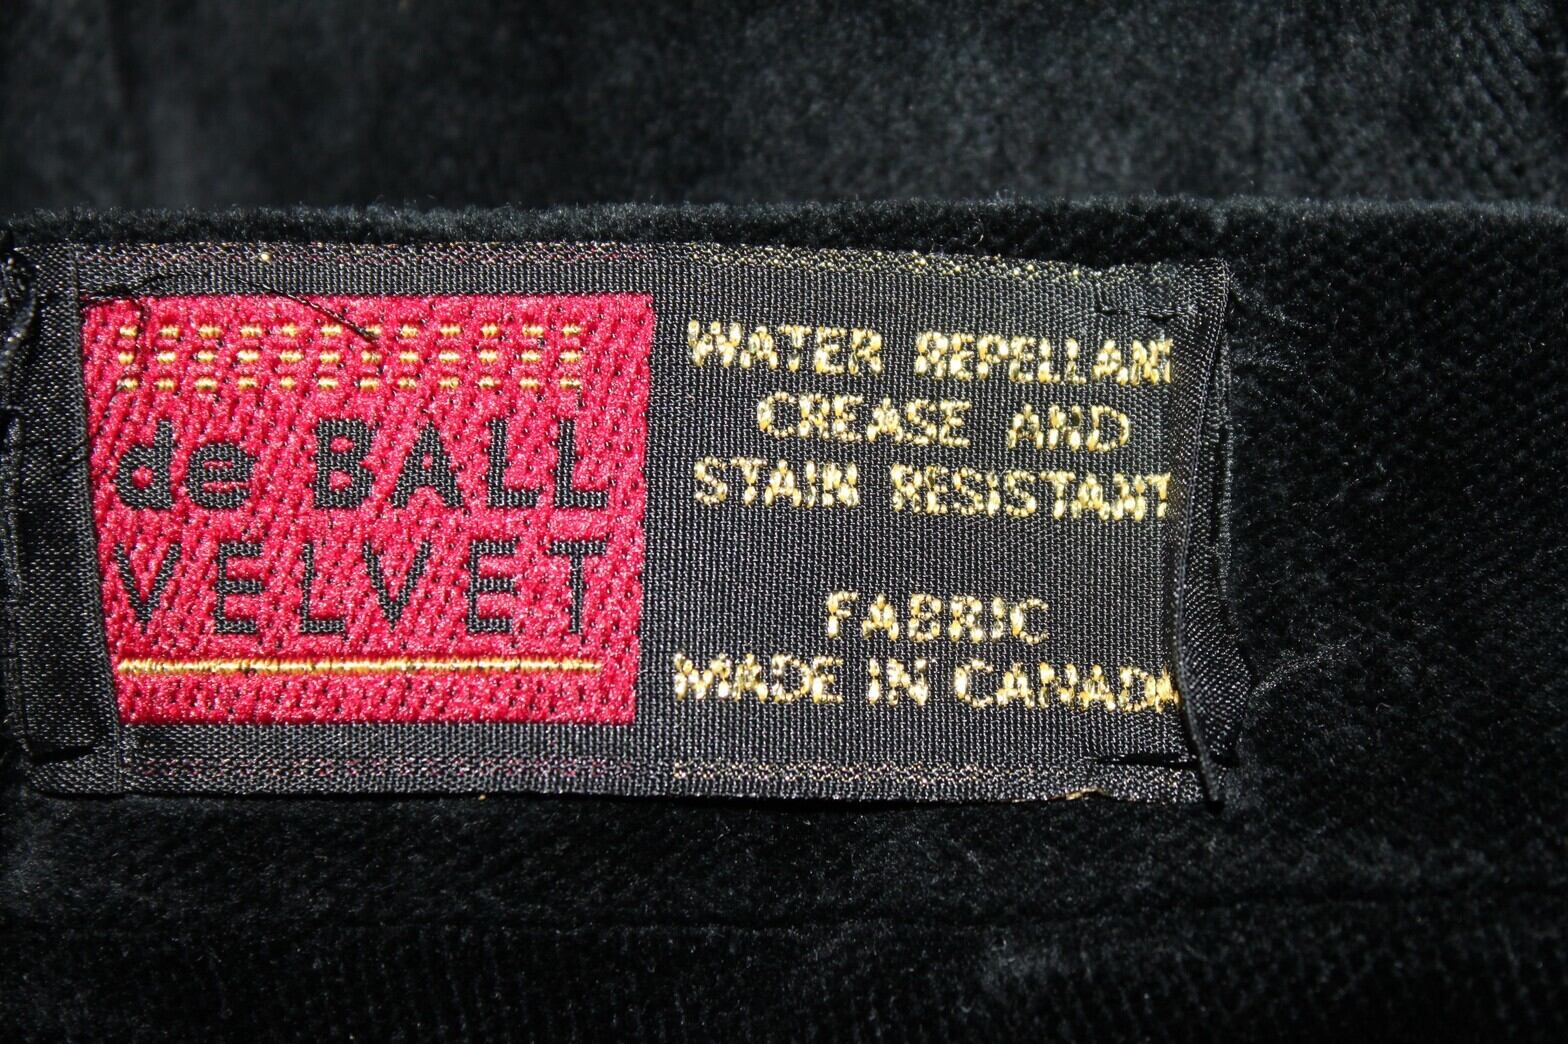 de BALL
VELVET
WATER REPELLANT
CREASE AND
STAIN RESISTANT
FABRIC
MADE IN CANADA